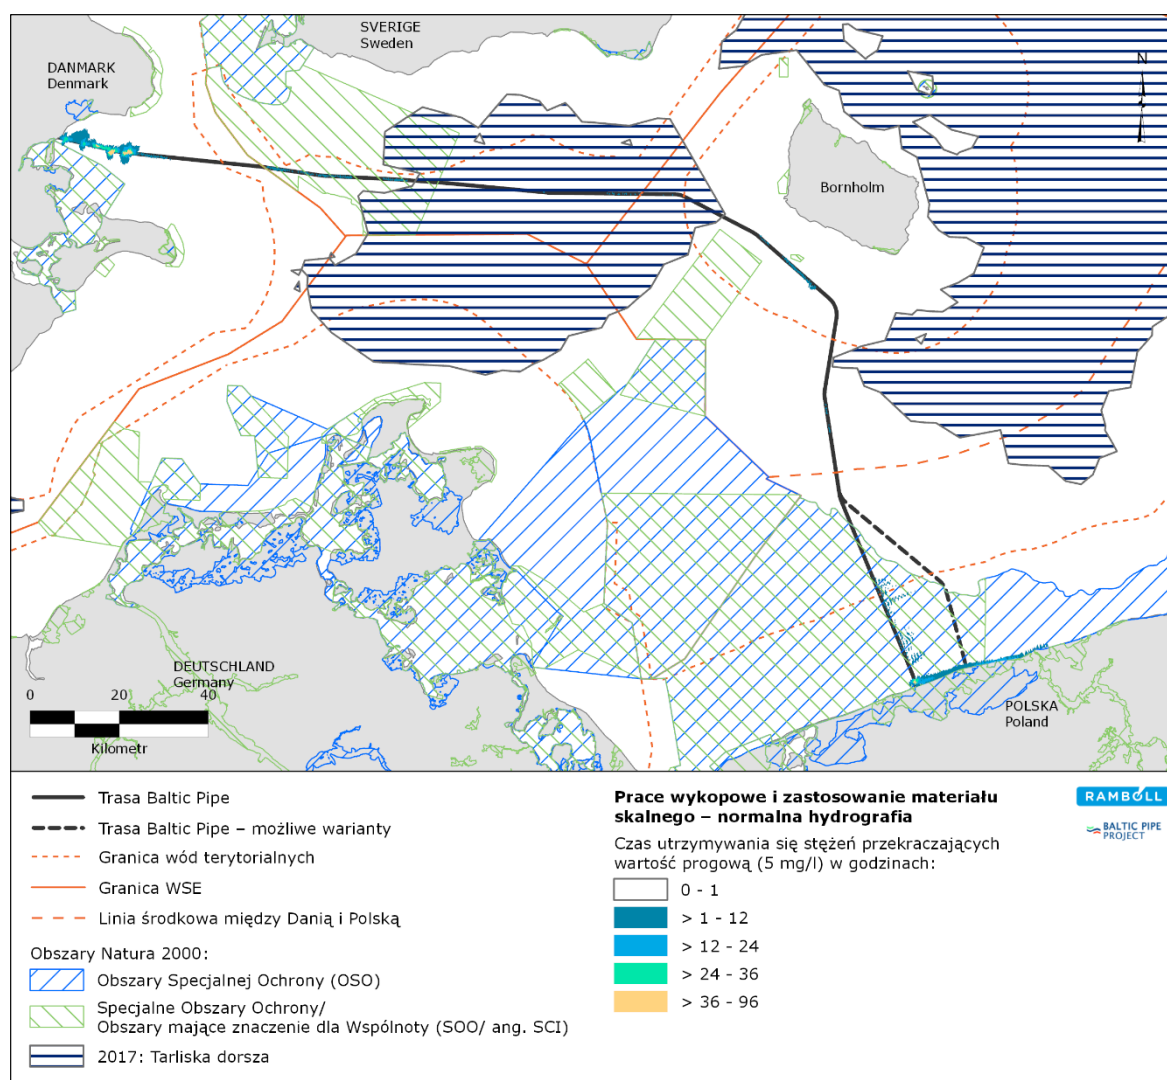 SVERIGE
Sweden
DANMARK
Denmark
N
Bornholm
DEUTSCHLAND
Germany
0 20 40
Kilometr
POLSKA
Poland
Trasa Baltic Pipe
Trasa Baltic Pipe – możliwe warianty
Granica wód terytorialnych
Granica WSE
Linia środkowa między Danią i Polską
Obszary Natura 2000:
Obszary Specjalnej Ochrony (OSO)
Specjalne Obszary Ochrony/
Obszary mające znaczenie dla Wspólnoty (SOO/ ang. SCI)
2017: Tarliska dorsza
Prace wykopowe i zastosowanie materiału
skalnego – normalna hydrografia
Czas utrzymywania się stężeń przekraczających
wartość progową (5 mg/l) w godzinach:
0 - 1
> 1 - 12
> 12 - 24
> 24 - 36
> 36 - 96
RAMBOLL
BALTIC PIPE
PROJECT